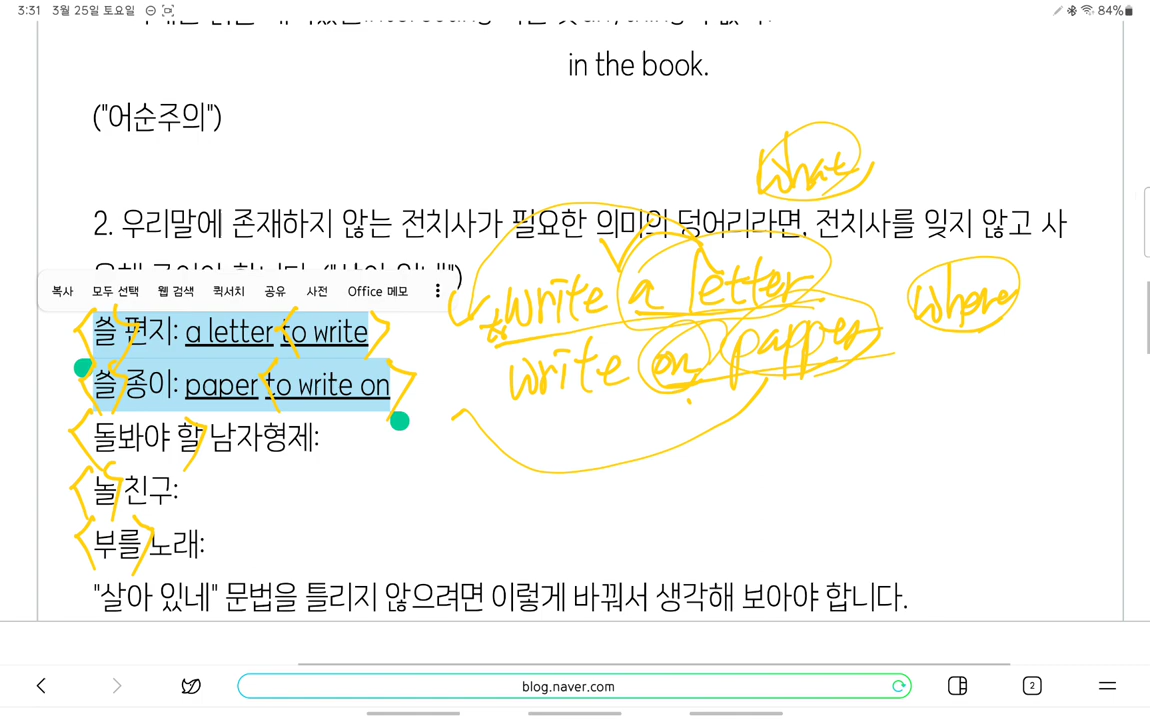 3:31 3월 25일 토요일 84%
in the book.
("어순주의")
what
2. 우리말에 존재하지 않는 전치사가 필요한 의미의 덩어리라면, 전치사를 잊지 않고 사
복사 모두 선택 웹 검색 퀵서치 공유 사전 Office 메모
write a letter
where
쓸 편지: a letter to write
write on papper
쓸 종이: paper to write on
돌봐야 할 남자형제:
놀 친구:
부를 노래:
"살아 있네" 문법을 틀리지 않으려면 이렇게 바꿔서 생각해 보아야 합니다.
blog.naver.com
2